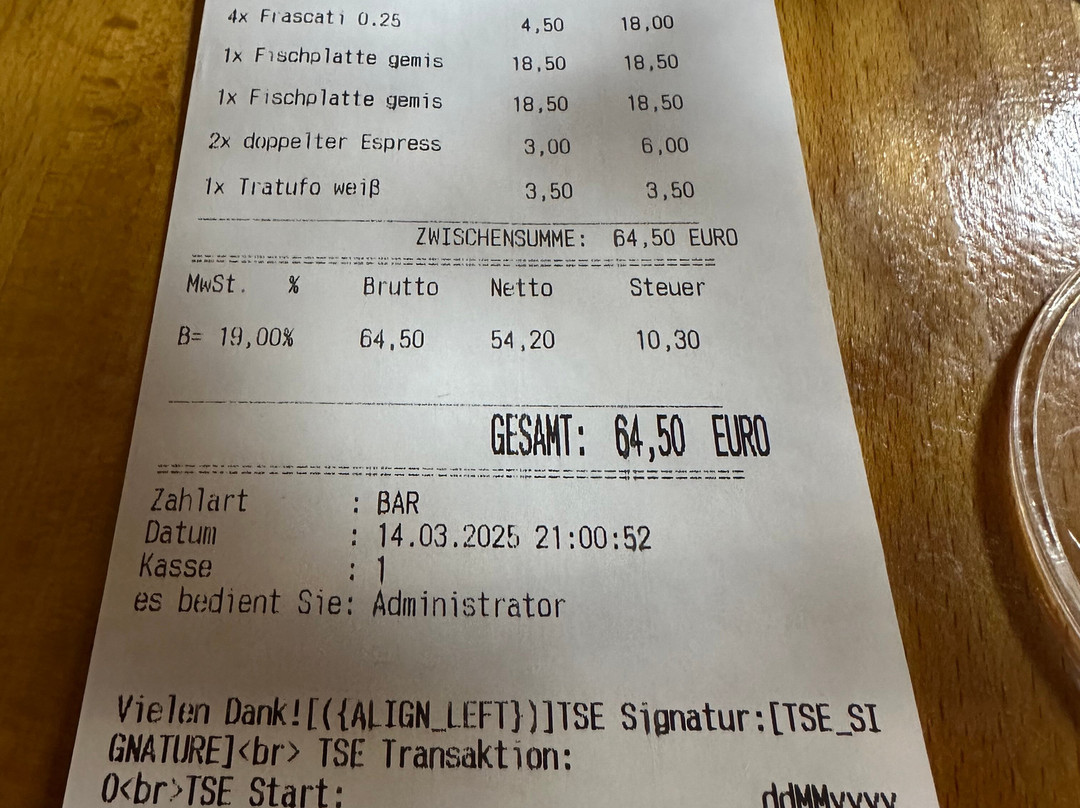 4x Frascati 0.25 4,50 18,00
1x Fischplatte gemis 18,50 18,50
1x Fischplatte gemis 18,50 18,50
2x doppelter Espress 3,00 6,00
1x Tratufo weiß 3,50 3,50
ZWISCHENSUMME: 64,50 EURO
MwSt. % Brutto Netto Steuer
B= 19,00% 64,50 54,20 10,30
GESAMT: 64,50 EURO
Zahlart : BAR
Datum : 14.03.2025 21:00:52
Kasse : 1
es bedient Sie: Administrator
Vielen Dank![({ALIGN_LEFT})]TSE Signatur:[TSE_SI
GNATURE]<br> TSE Transaktion:
0<br>TSE Start: ddMMyyyy